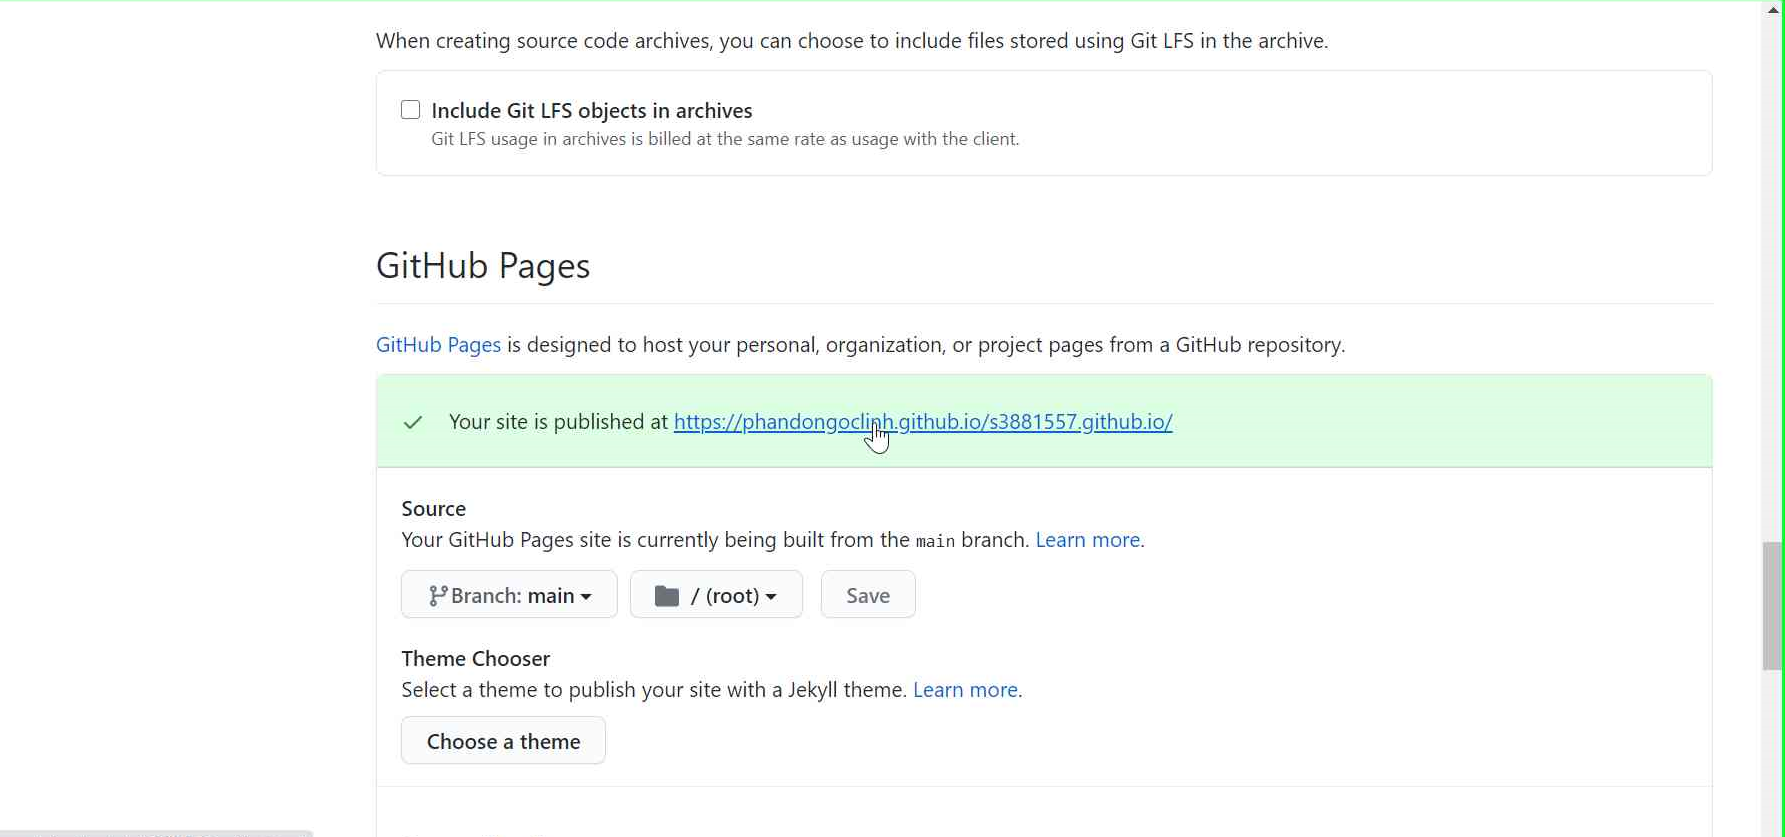 When creating source code archives, you can choose to include files stored using Git LFS in the archive.
Include Git LFS objects in archives
Git LFS usage in archives is billed at the same rate as usage with the client.
GitHub Pages
GitHub Pages is designed to host your personal, organization, or project pages from a GitHub repository.
Your site is published at https://phandongoclinh.github.io/s3881557.github.io/
Source
Your GitHub Pages site is currently being built from the main branch. Learn more.
Branch: main / (root) Save
Theme Chooser
Select a theme to publish your site with a Jekyll theme. Learn more.
Choose a theme